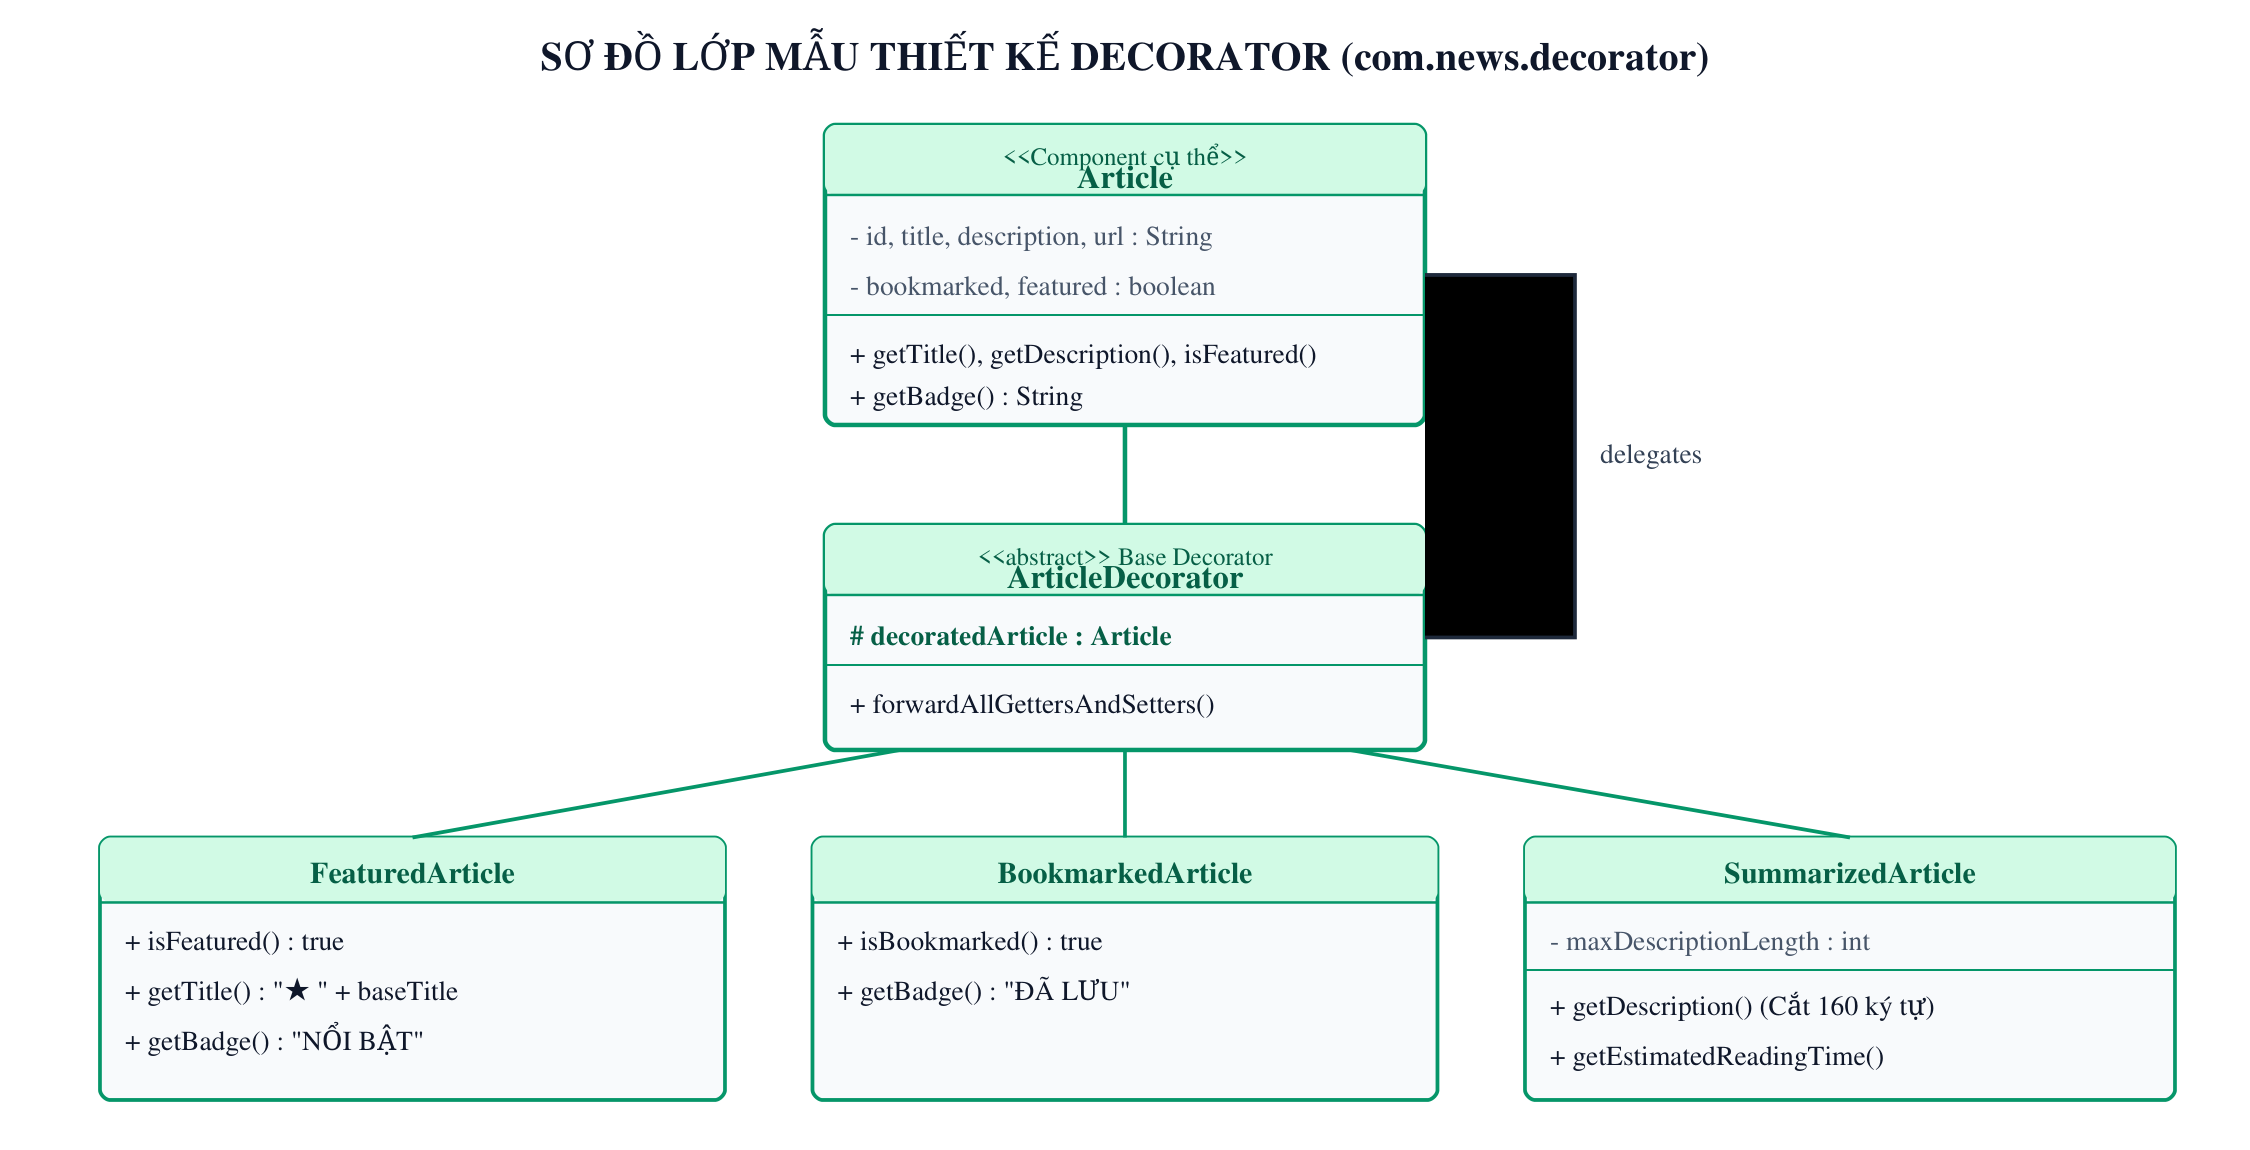 SƠ ĐỒ LỚP MẪU THIẾT KẾ DECORATOR (com.news.decorator)
<<Component cụ thể>>
Article
- id, title, description, url : String
- bookmarked, featured : boolean
+ getTitle(), getDescription(), isFeatured()
+ getBadge() : String
delegates
<<abstract>> Base Decorator
ArticleDecorator
# decoratedArticle : Article
+ forwardAllGettersAndSetters()
FeaturedArticle
+ isFeatured() : true
+ getTitle() : "★ " + baseTitle
+ getBadge() : "NỔI BẬT"
BookmarkedArticle
+ isBookmarked() : true
+ getBadge() : "ĐÃ LƯU"
SummarizedArticle
- maxDescriptionLength : int
+ getDescription() (Cắt 160 ký tự)
+ getEstimatedReadingTime()